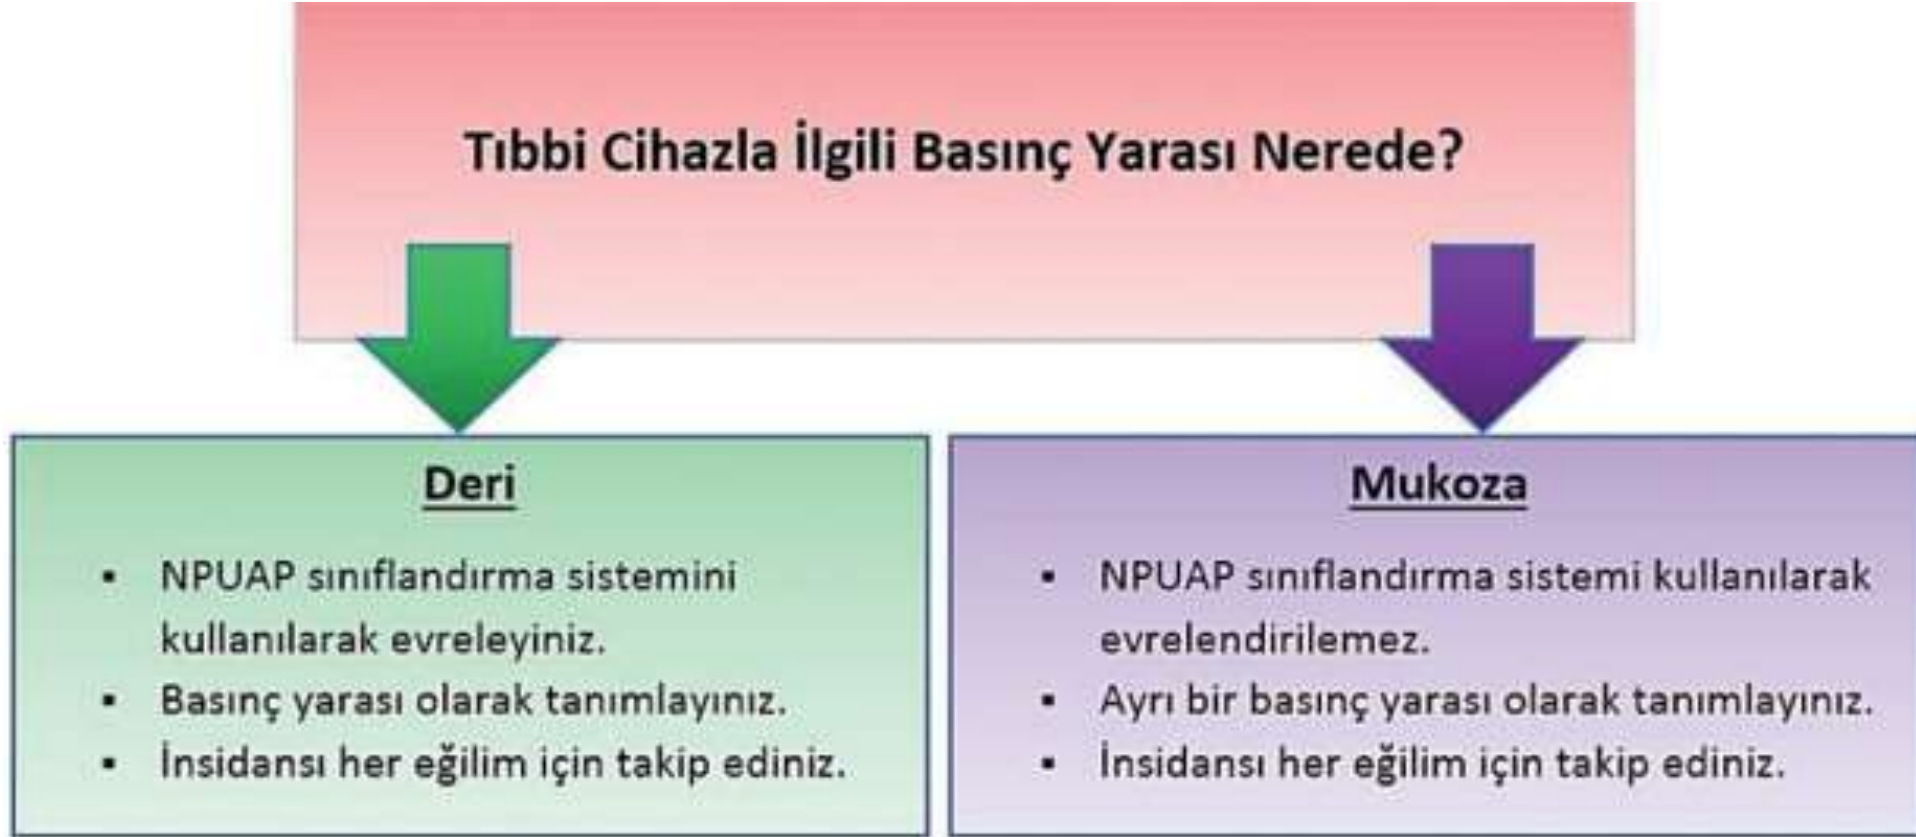 Tıbbi Cihazla İlgili Basınç Yarası Nerede?
Deri
▪ NPUAP sınıflandırma sistemini
kullanılarak evreleyiniz.
▪ Basınç yarası olarak tanımlayınız.
▪ İnsidansı her eğilim için takip ediniz.
Mukoza
▪ NPUAP sınıflandırma sistemi kullanılarak
evrelendirilemez.
▪ Ayrı bir basınç yarası olarak tanımlayınız.
▪ İnsidansı her eğilim için takip ediniz.